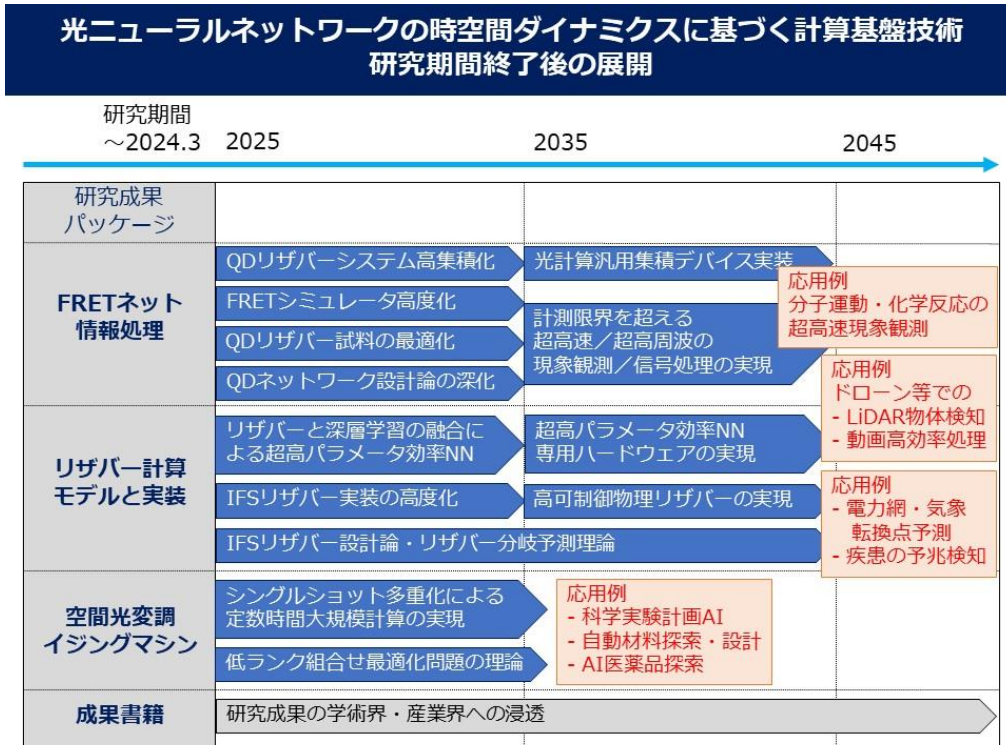 光ニューラルネットワークの時空間ダイナミクスに基づく計算基盤技術
研究期間終了後の展開
研究期間
～2024.3
2025
2035
2045
研究成果
パッケージ
FRETネット
情報処理
QDリザバーシステム高集積化
FRETシミュレータ高度化
QDリザバー試料の最適化
QDネットワーク設計論の深化
光計算汎用集積デバイス実装
計測限界を超える
超高速／超高周波の
現象観測／信号処理の実現
応用例
分子運動・化学反応の
超高速現象観測
リザバー計算
モデルと実装
リザバーと深層学習の融合に
よる超高パラメータ効率NN
IFSリザバー実装の高度化
IFSリザバー設計論・リザバー分岐予測理論
超高パラメータ効率NN
専用ハードウェアの実現
高可制御物理リザバーの実現
応用例
ドローン等での
- LiDAR物体検知
- 動画高効率処理
応用例
- 電力網・気象
転換点予測
- 疾患の予兆検知
空間光変調
イジングマシン
シングルショット多重化による
定数時間大規模計算の実現
低ランク組合せ最適化問題の理論
応用例
- 科学実験計画AI
- 自動材料探索・設計
- AI医薬品探索
成果書籍
研究成果の学術界・産業界への浸透